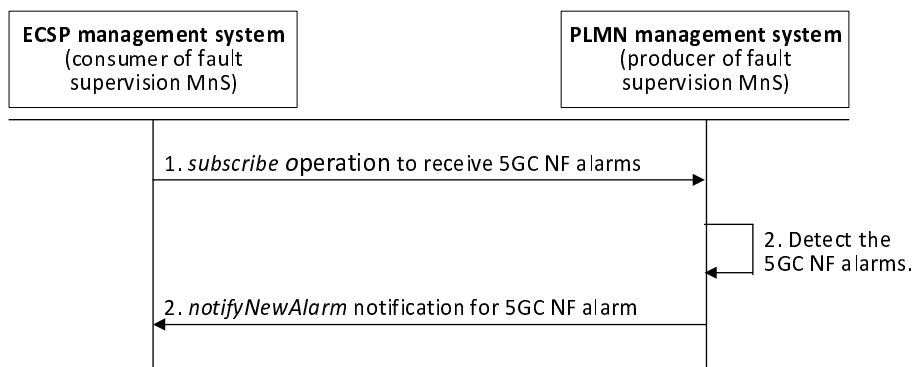 ECSP management system
(consumer of fault
supervision MnS)
PLMN management system
(producer of fault
supervision MnS)
1. subscribe operation to receive 5GC NF alarms
2. Detect the
5GC NF alarms.
2. notifyNewAlarm notification for 5GC NF alarm